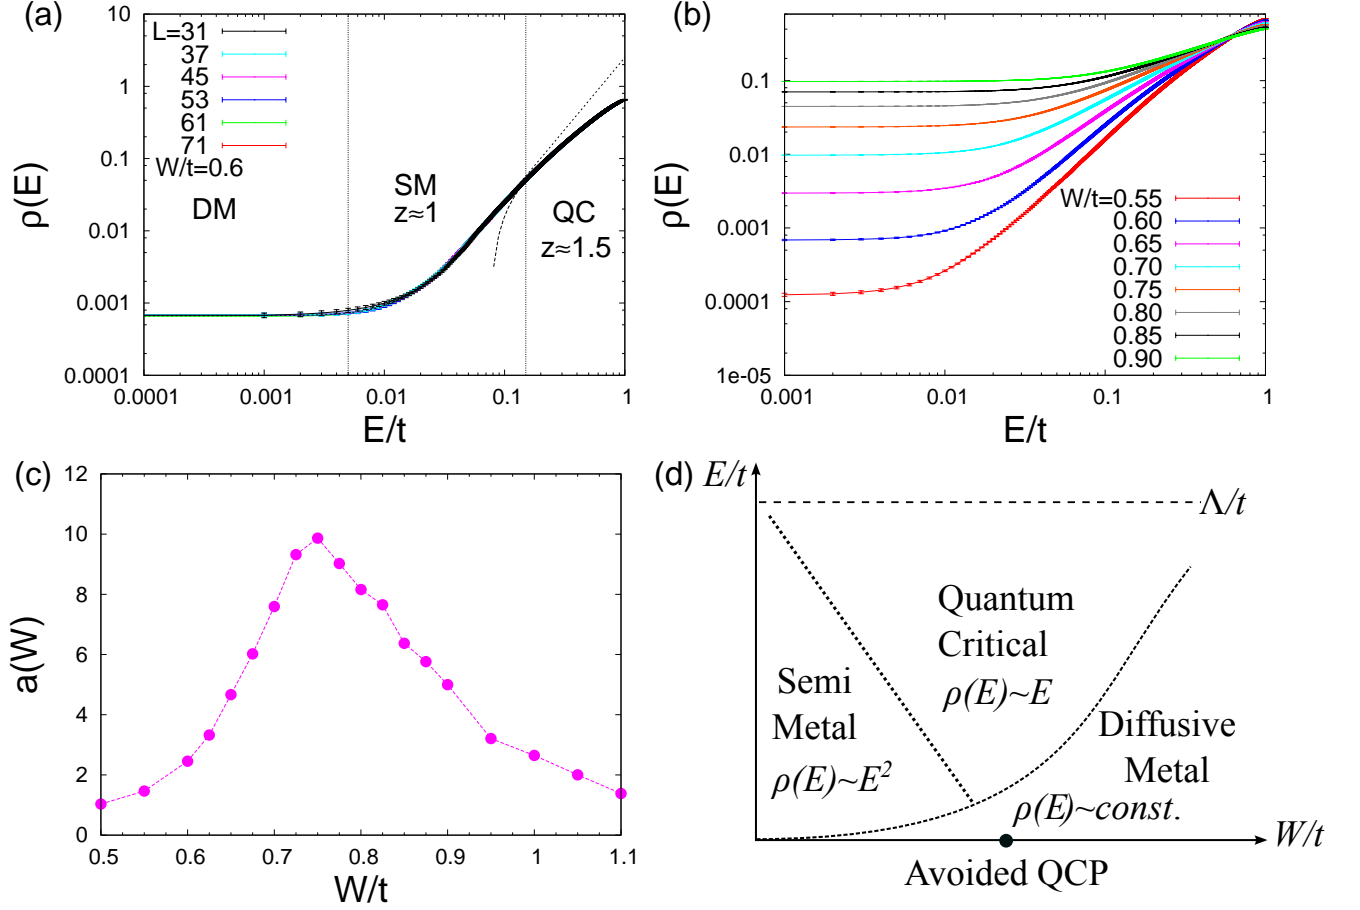 (a)
10
1
0.1
0.01
0.001
0.0001
ρ(E)
L=31
37
45
53
61
71
W/t=0.6
DM
SM
z≈1
QC
z≈1.5
0.0001
0.001
0.01
0.1
1
E/t
(b)
0.1
0.01
0.001
0.0001
1e-05
ρ(E)
W/t=0.55
0.60
0.65
0.70
0.75
0.80
0.85
0.90
0.001
0.01
0.1
1
E/t
(c)
12
10
8
6
4
2
0
a(W)
0.5
0.6
0.7
0.8
0.9
1
1.1
W/t
(d)
E/t
Λ/t
Quantum
Critical
ρ(E)~E
Semi
Metal
ρ(E)~E²
Diffusive
Metal
ρ(E)~const.
W/t
Avoided QCP